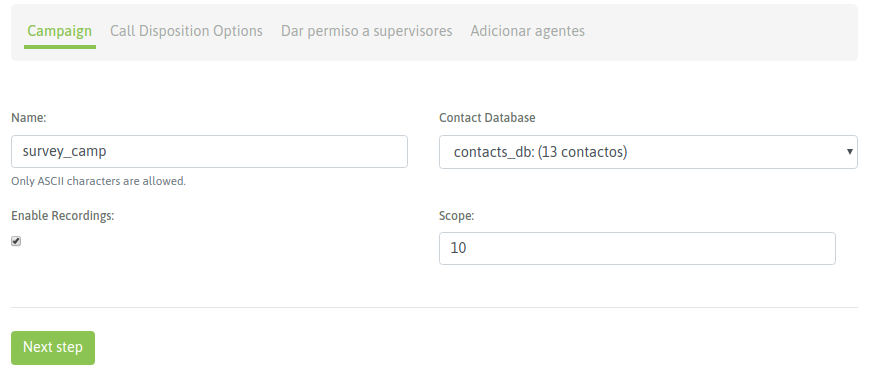 Campaign Call Disposition Options Dar permiso a supervisores Adicionar agentes
Name: Contact Database
survey_camp contacts_db: (13 contactos)
Only ASCII characters are allowed.
Enable Recordings: Scope:
10
Next step